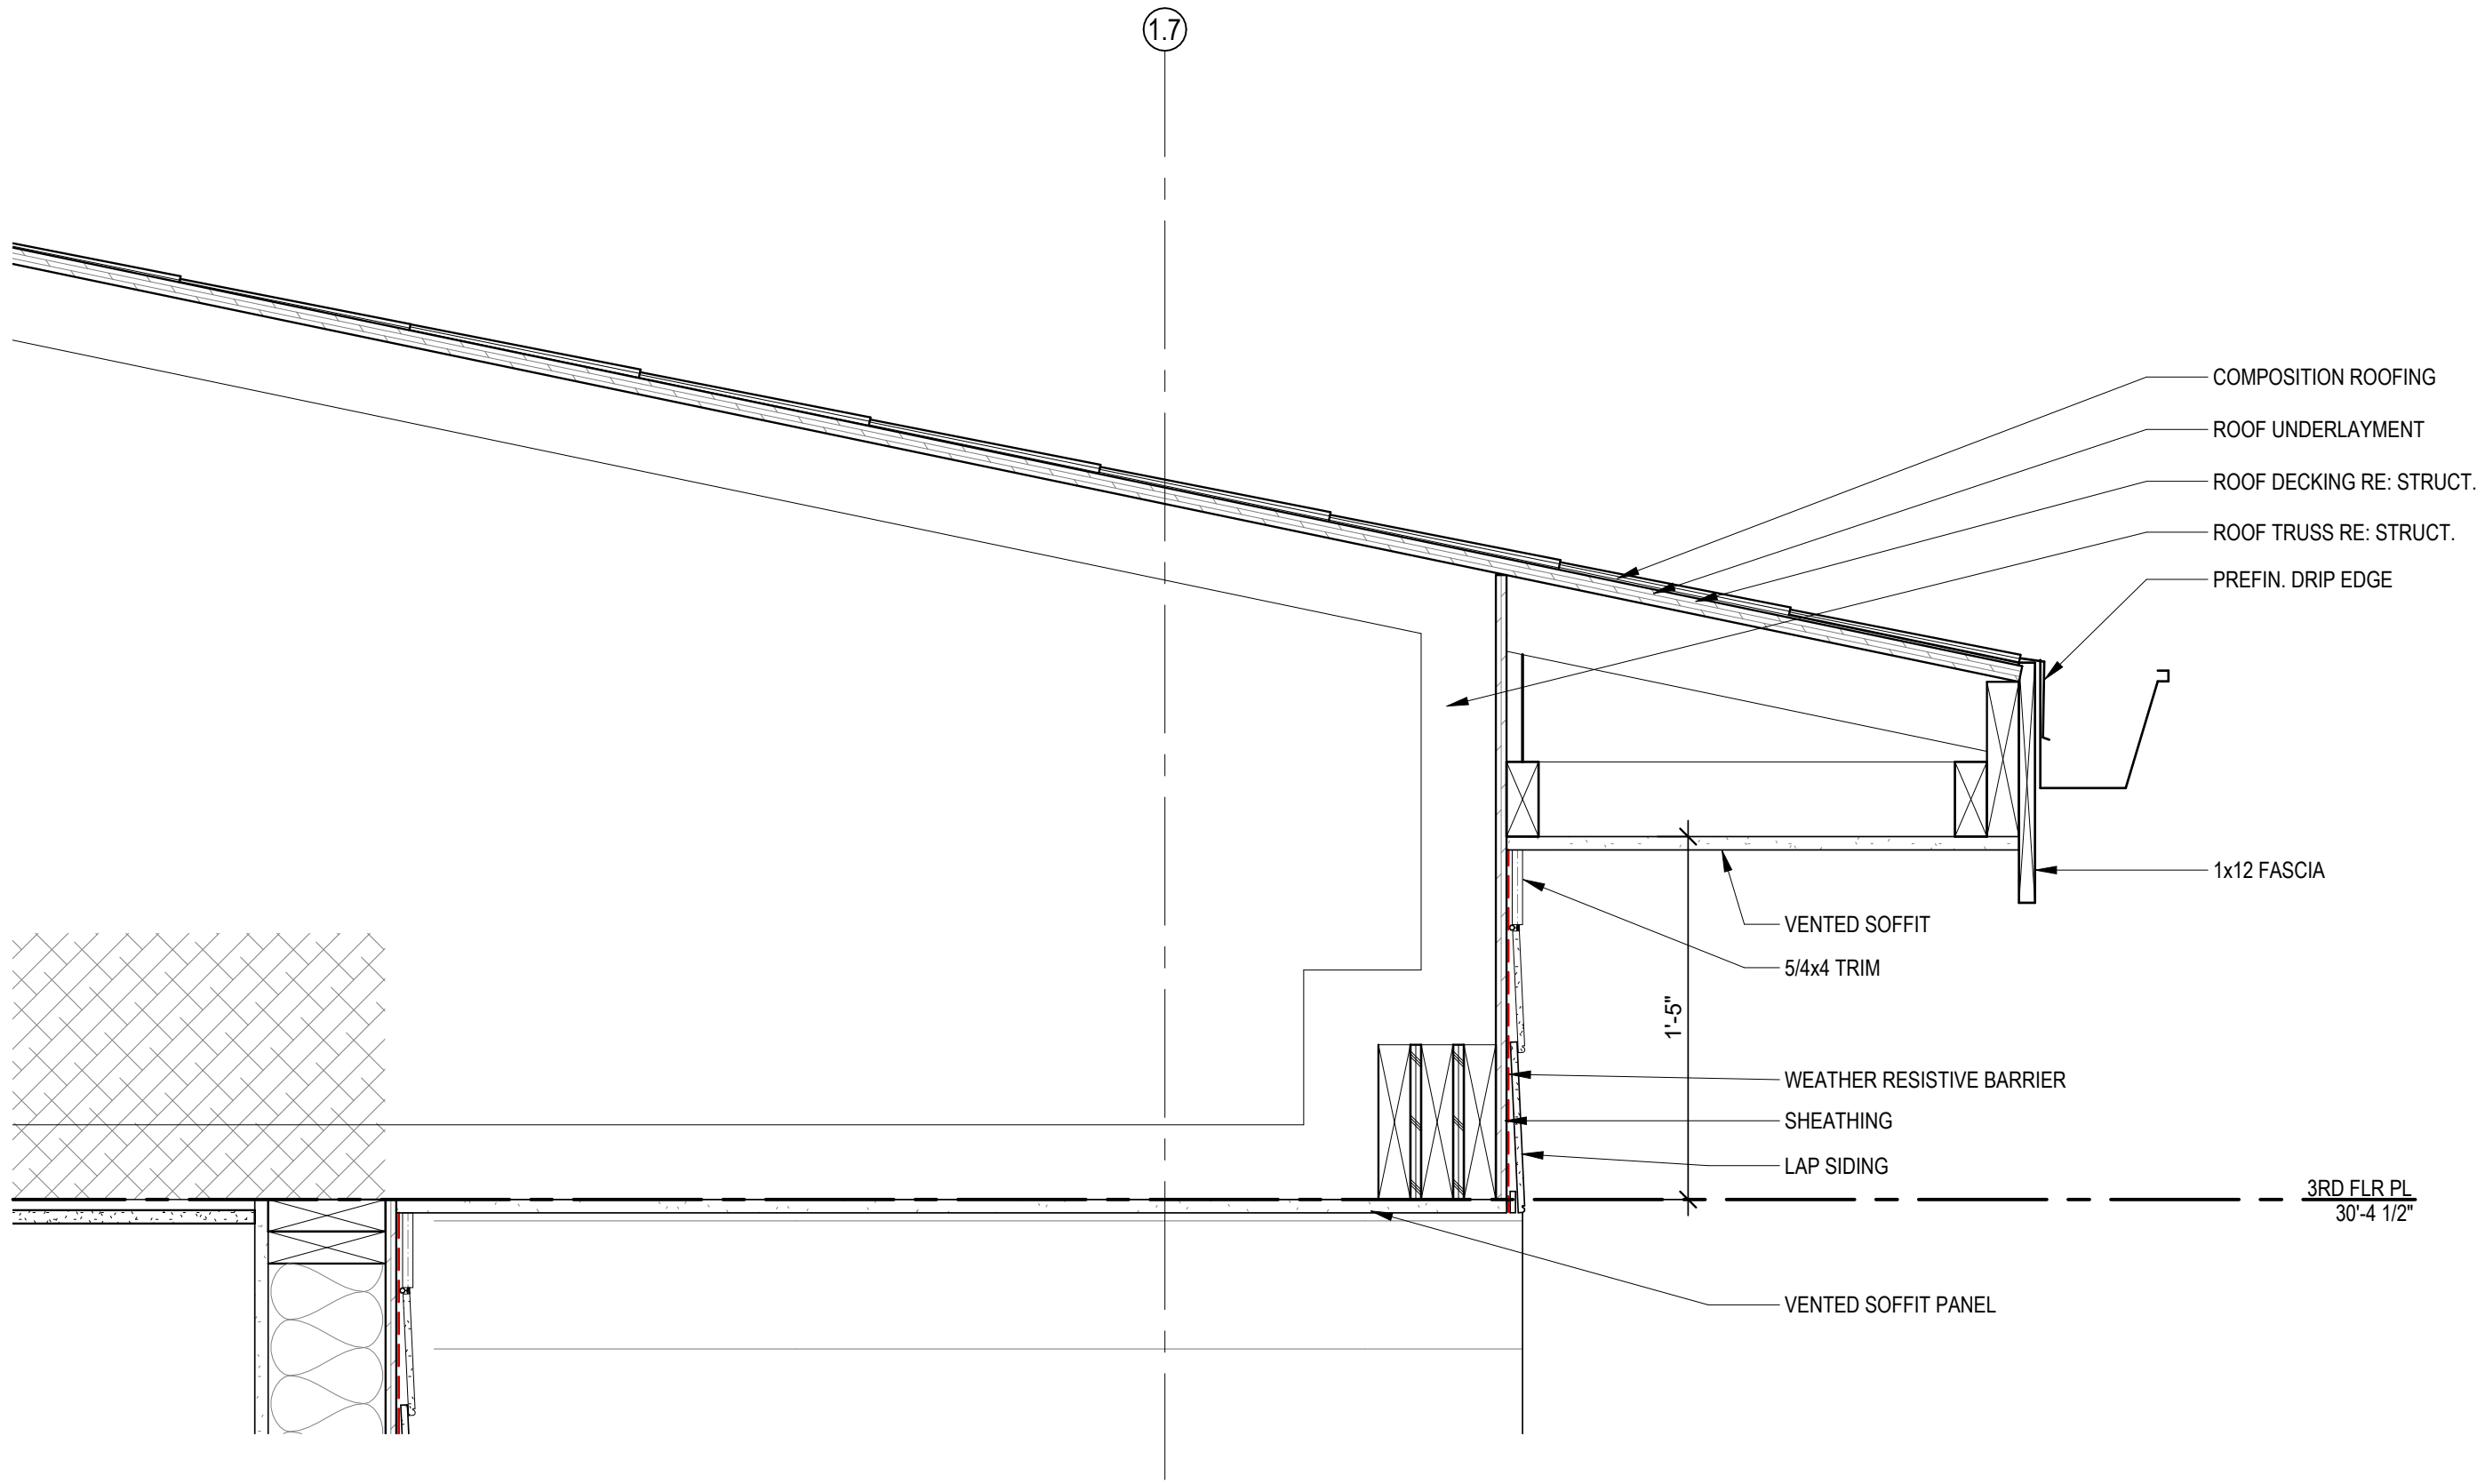 1.7
COMPOSITION ROOFING
ROOF UNDERLAYMENT
ROOF DECKING RE: STRUCT.
ROOF TRUSS RE: STRUCT.
PREFIN. DRIP EDGE
1x12 FASCIA
VENTED SOFFIT
5/4x4 TRIM
1'-5"
WEATHER RESISTIVE BARRIER
SHEATHING
LAP SIDING
3RD FLR PL
30'-4 1/2"
VENTED SOFFIT PANEL